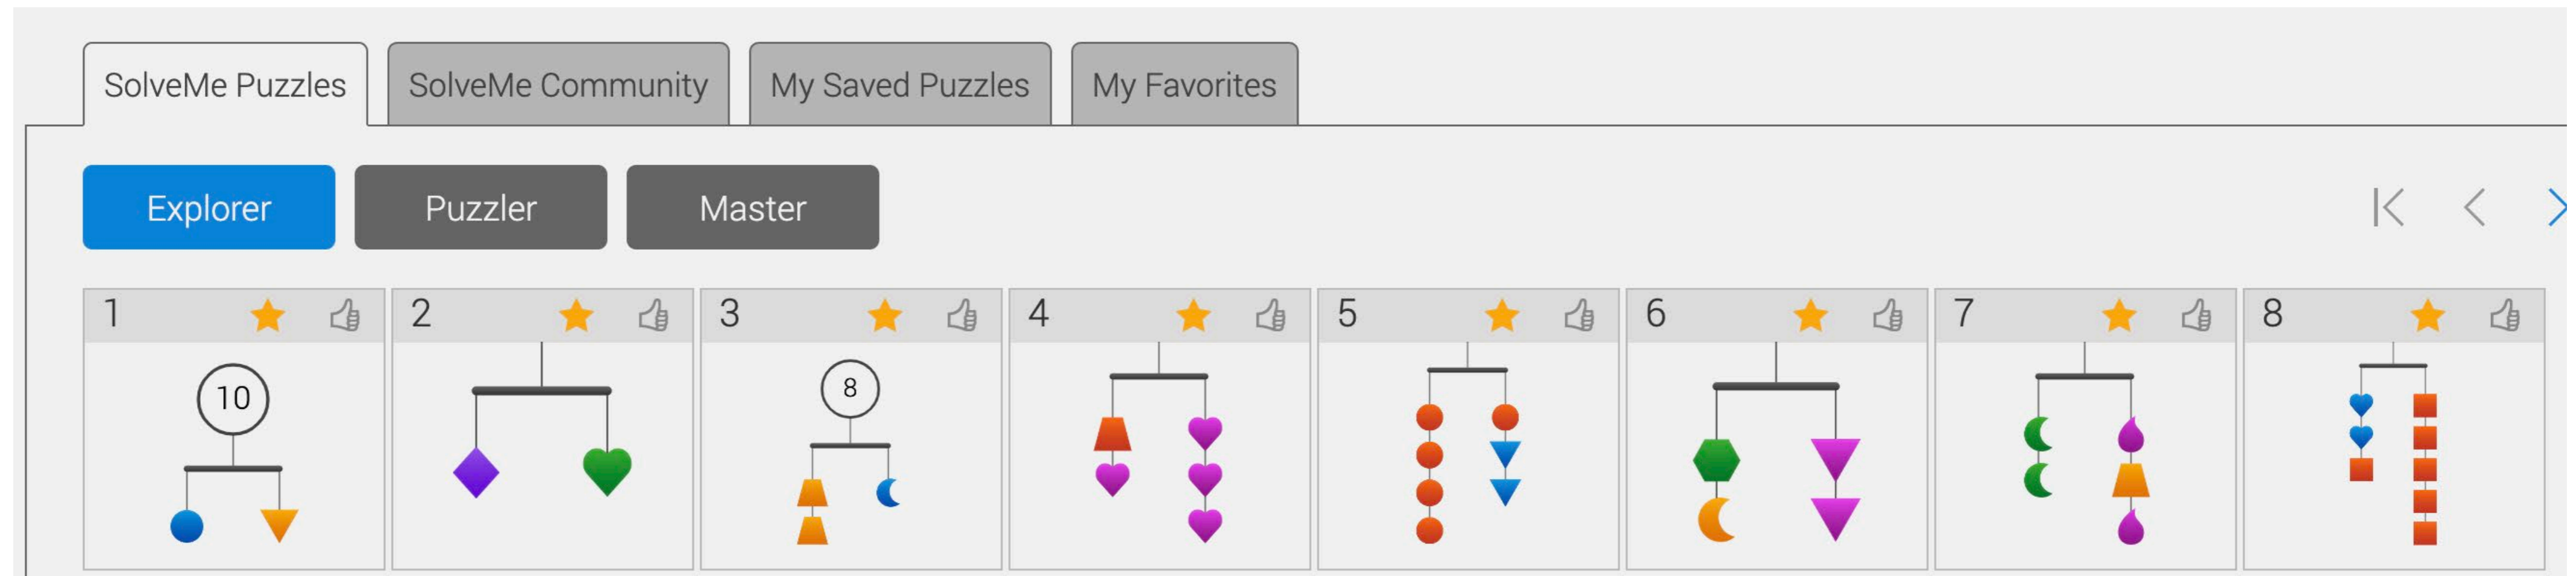 SolveMe Puzzles SolveMe Community My Saved Puzzles My Favorites
Explorer Puzzler Master
1 2 3 4 5 6 7 8
10 8